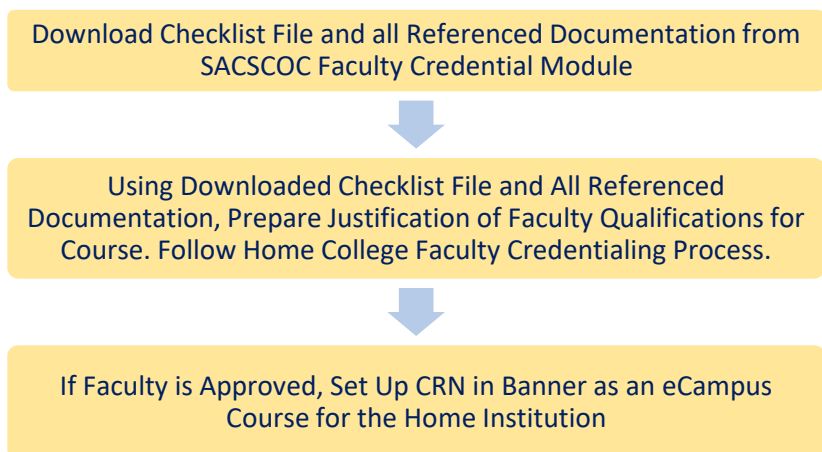 Download Checklist File and all Referenced Documentation from
SACSCOC Faculty Credential Module
Using Downloaded Checklist File and All Referenced
Documentation, Prepare Justification of Faculty Qualifications for
Course. Follow Home College Faculty Credentialing Process.
If Faculty is Approved, Set Up CRN in Banner as an eCampus
Course for the Home Institution